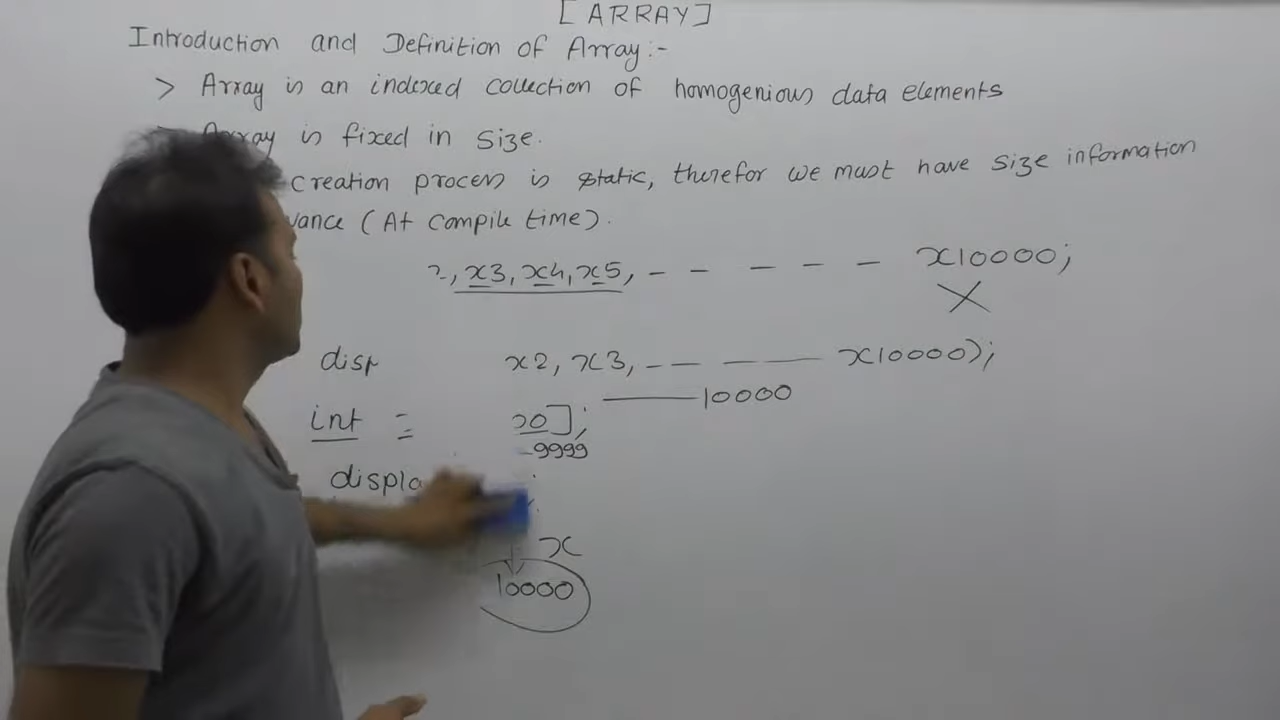 [ARRAY]
Introduction and Definition of Array:-
> Array is an indexed collection of homogenious data elements
> Array is fixed in size.
creation process is static, therefor we must have size information
vance (At compile time).
2, x3, x4, x5, - - - - - x10000;
disp x2, x3, - - - x10000);
10000
int 00];
-9999
displa ;
x
10000